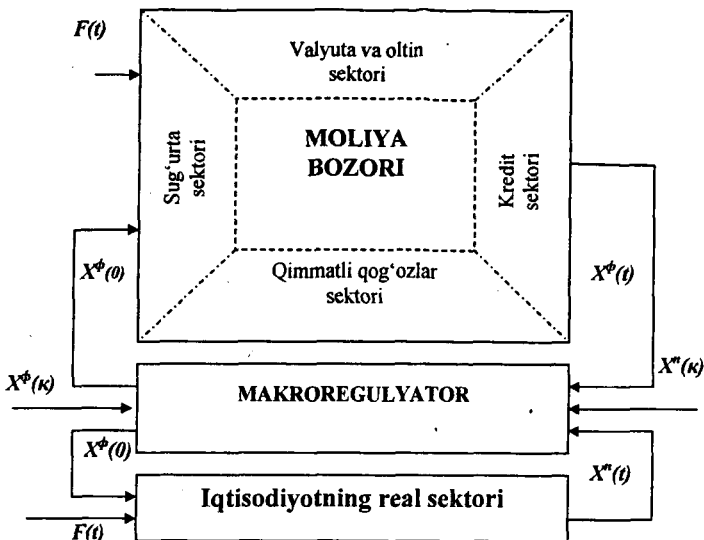 F(t)
Valyuta va oltin
sektori
Sug‘urta
sektori
MOLIYA
BOZORI
Kredit
sektori
X^ф(0)
Qimmatli qog‘ozlar
sektori
X^ф(t)
X^ф(к)
MAKROREGULYATOR
X^n(к)
X^ф(0)
X^n(t)
Iqtisodiyotning real sektori
F(t)